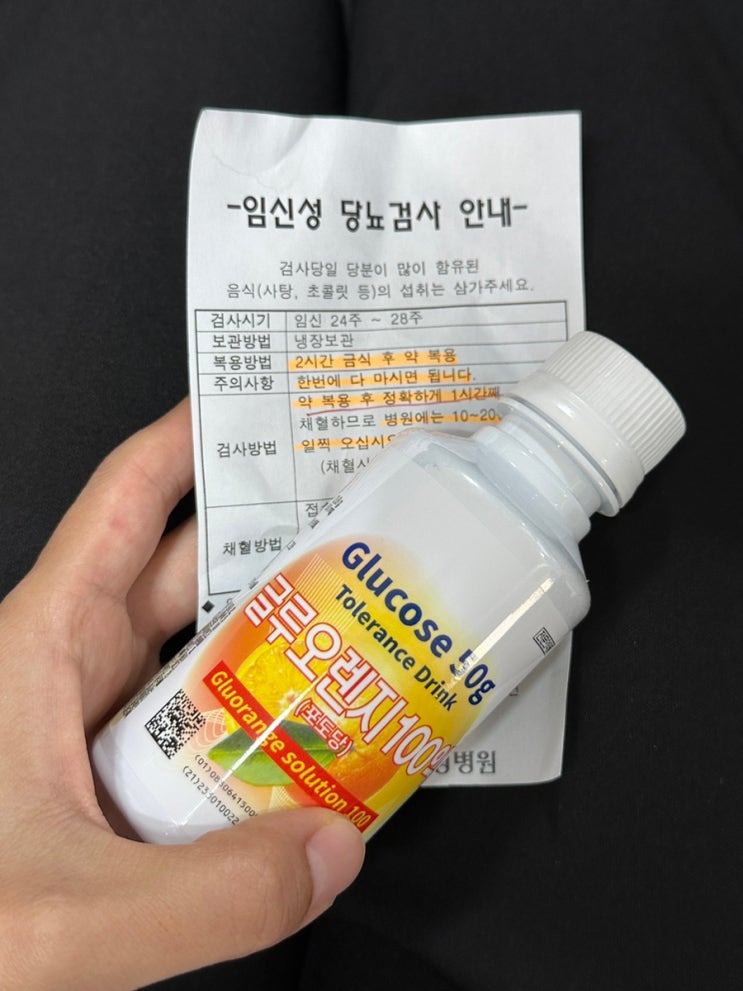 -임신성 당뇨검사 안내-
검사당일 당분이 많이 함유된
음식(사탕, 초콜릿 등)의 섭취는 삼가주세요.
검사시기 임신 24주 ~ 28주
보관방법 냉장보관
복용방법 2시간 금식 후 약 복용
주의사항 한번에 다 마시면 됩니다.
검사방법 약 복용 후 정확하게 1시간째
채혈하므로 병원에는 10~20
일찍 오십시오
(채혈시
채혈방법 접
Glucose 50g
Tolerance Drink
글루오렌지100%
(포도당)
Gluorange solution 100
병원